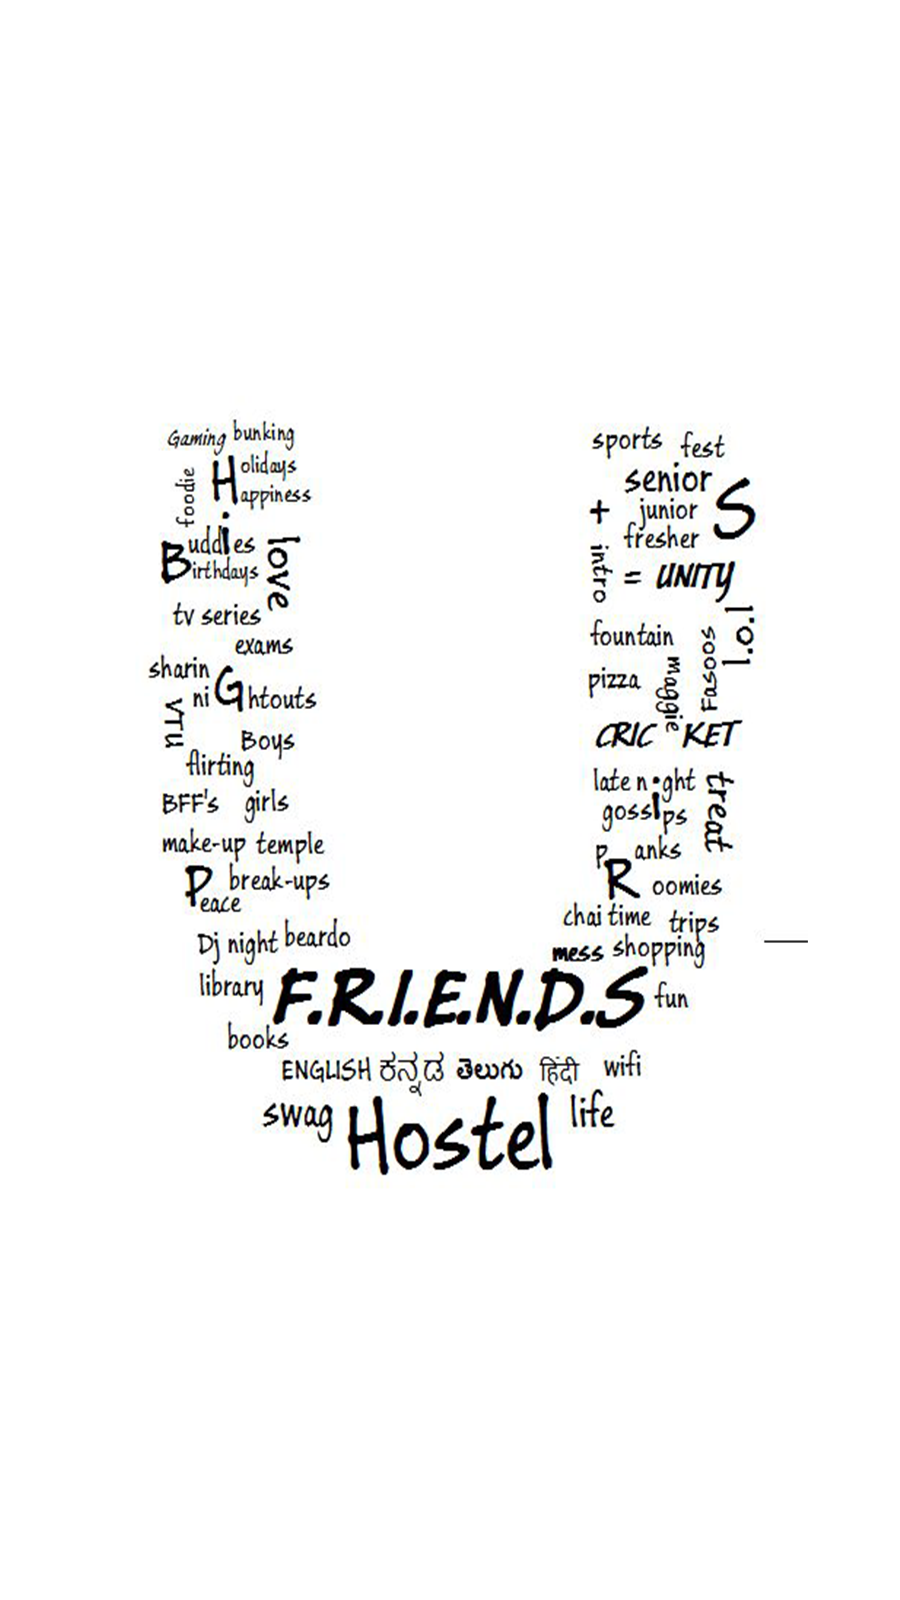 Gaming bunking
foodie
Holidays
Happiness
Buddies
Birthdays
love
tv series
exams
sharinG
niGhtouts
VTU
Boys
flirting
BFF's girls
make-up temple
Peace break-ups
Dj night beardo
library
books
sports fest
seniorS
+ junior
fresher
intro = UNITY
l.o.l
fountain
pizza maggie Fasoos
CRIC KET
late night
gossips
treat
pRanks
Roomies
chai time trips
mess shopping
F.R.I.E.N.D.S fun
ENGLISH ಕನ್ನಡ తెలుగు हिंदी wifi
swag Hostel life